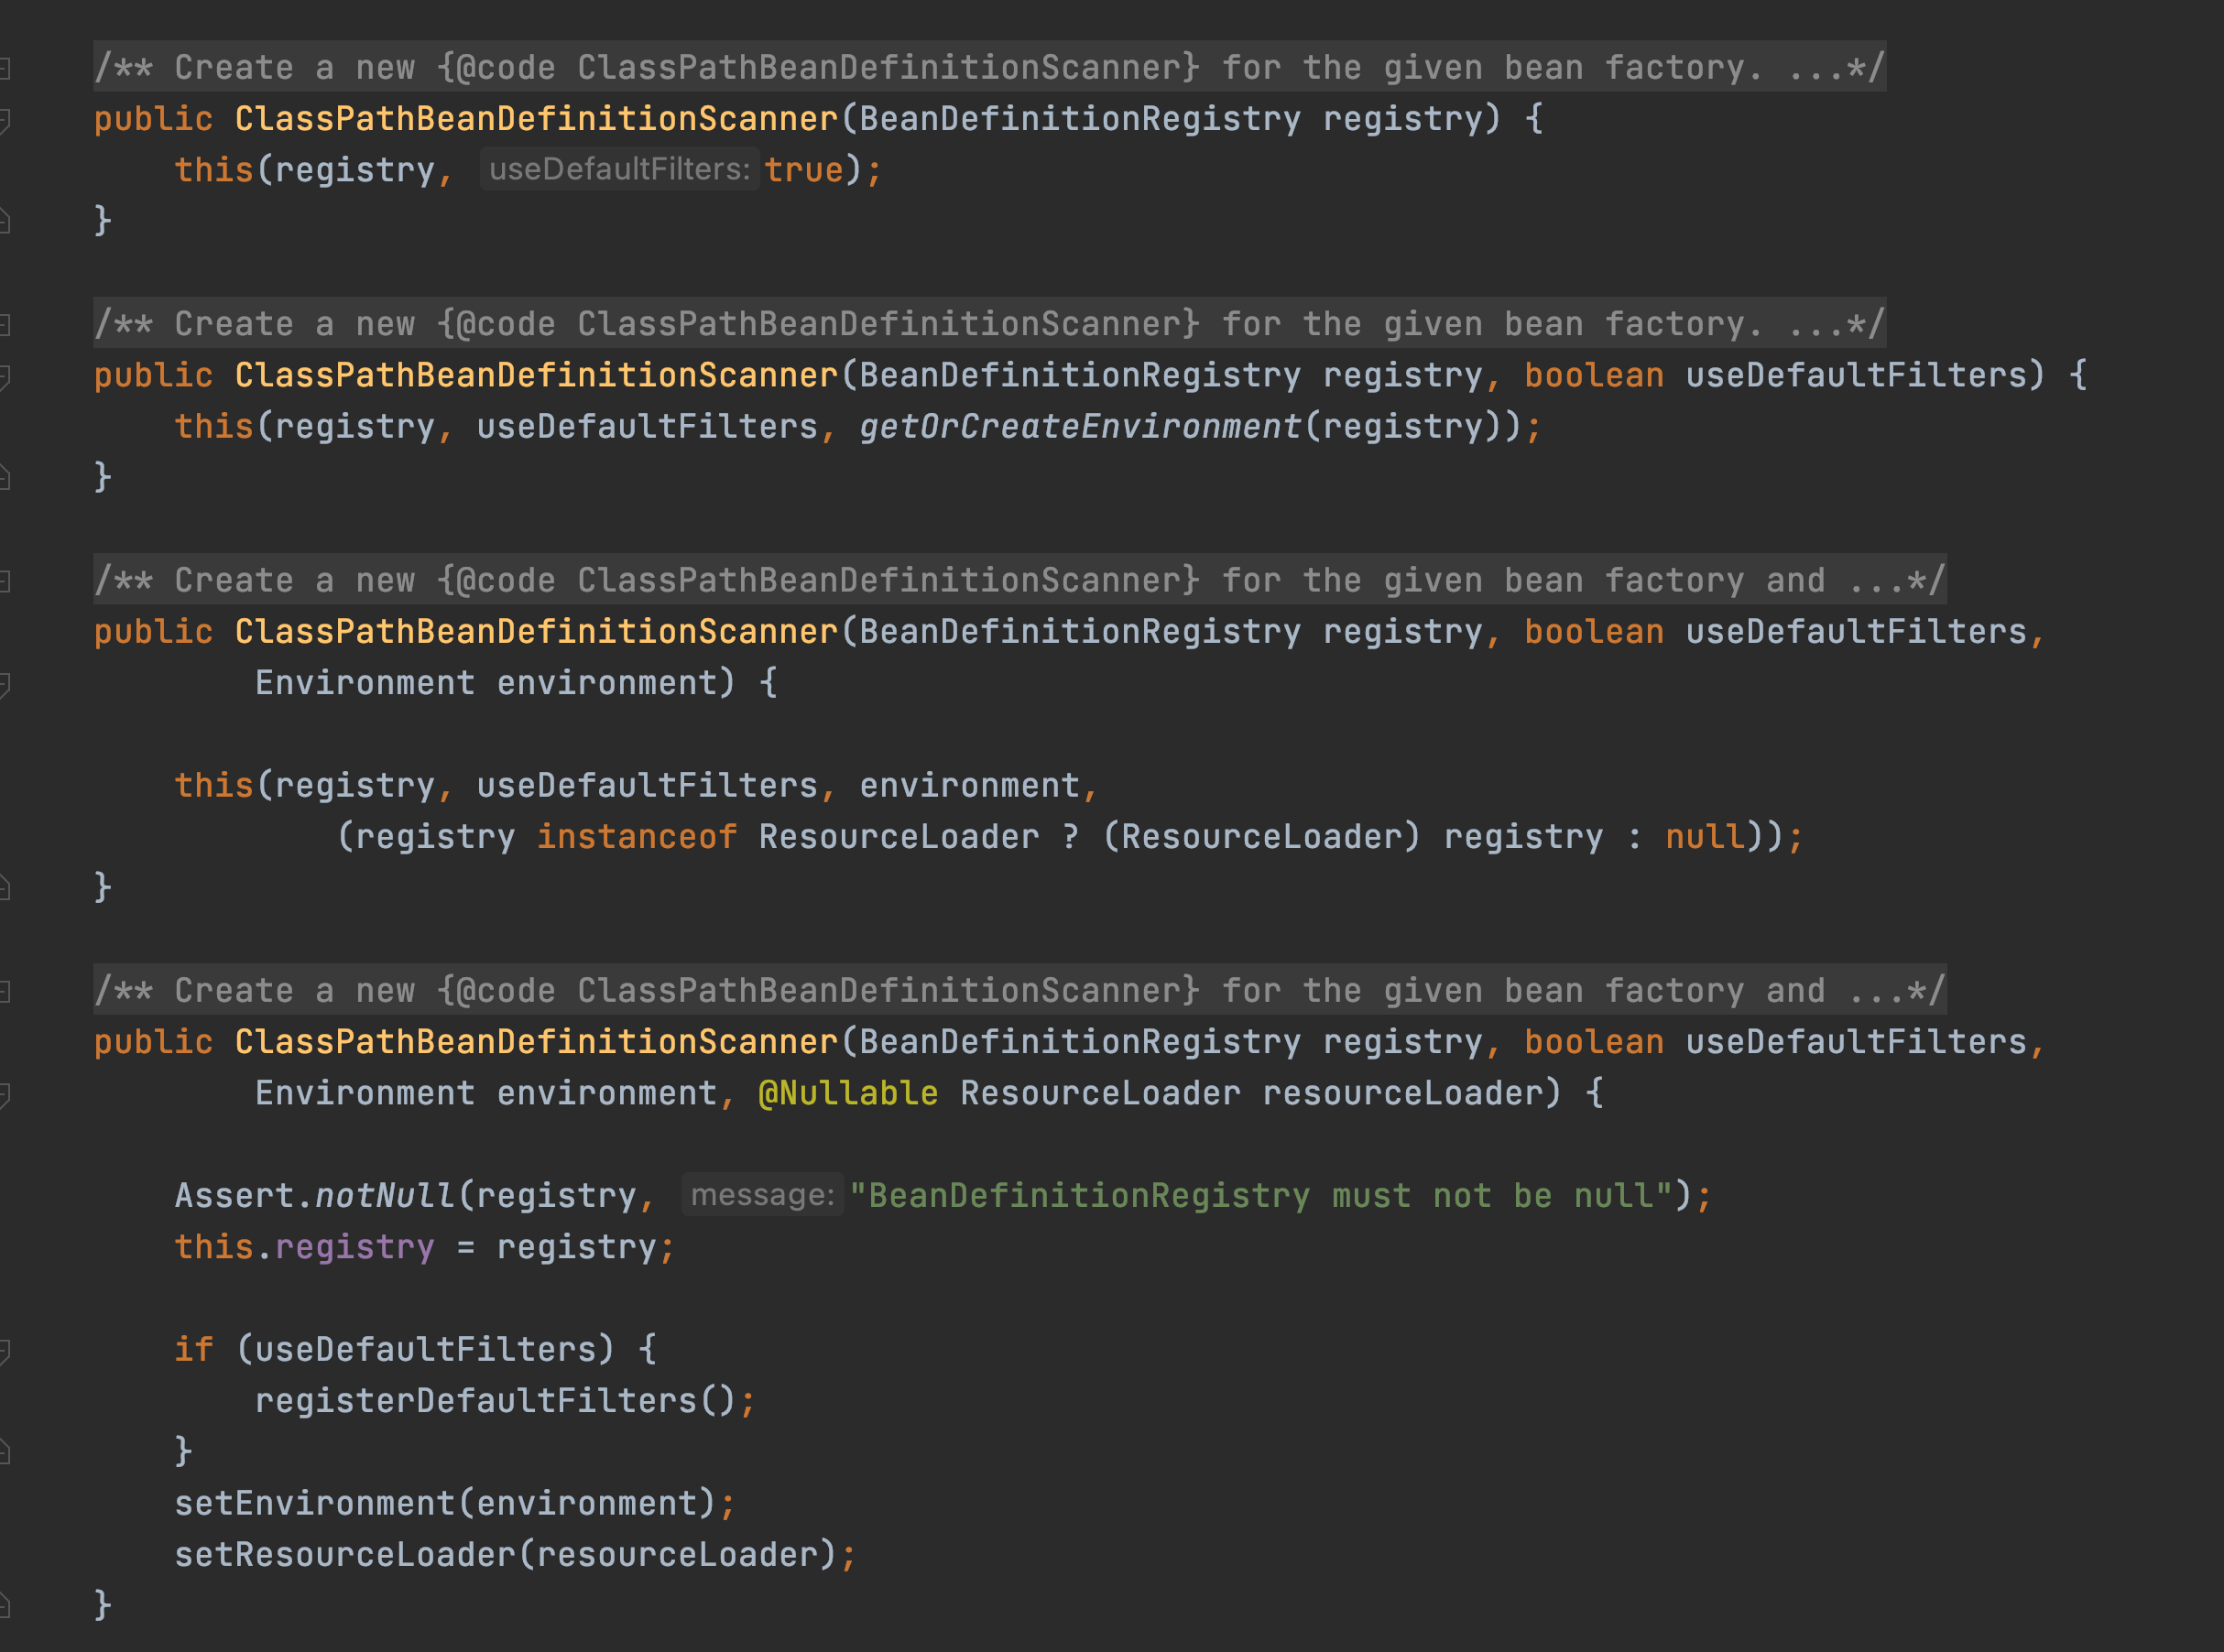 /** Create a new {@code ClassPathBeanDefinitionScanner} for the given bean factory. ...*/
public ClassPathBeanDefinitionScanner(BeanDefinitionRegistry registry) {
    this(registry, useDefaultFilters: true);
}
/** Create a new {@code ClassPathBeanDefinitionScanner} for the given bean factory. ...*/
public ClassPathBeanDefinitionScanner(BeanDefinitionRegistry registry, boolean useDefaultFilters) {
    this(registry, useDefaultFilters, getOrCreateEnvironment(registry));
}
/** Create a new {@code ClassPathBeanDefinitionScanner} for the given bean factory and ...*/
public ClassPathBeanDefinitionScanner(BeanDefinitionRegistry registry, boolean useDefaultFilters,
        Environment environment) {
    this(registry, useDefaultFilters, environment,
            (registry instanceof ResourceLoader ? (ResourceLoader) registry : null));
}
/** Create a new {@code ClassPathBeanDefinitionScanner} for the given bean factory and ...*/
public ClassPathBeanDefinitionScanner(BeanDefinitionRegistry registry, boolean useDefaultFilters,
        Environment environment, @Nullable ResourceLoader resourceLoader) {
    Assert.notNull(registry, message: "BeanDefinitionRegistry must not be null");
    this.registry = registry;
    if (useDefaultFilters) {
        registerDefaultFilters();
    }
    setEnvironment(environment);
    setResourceLoader(resourceLoader);
}